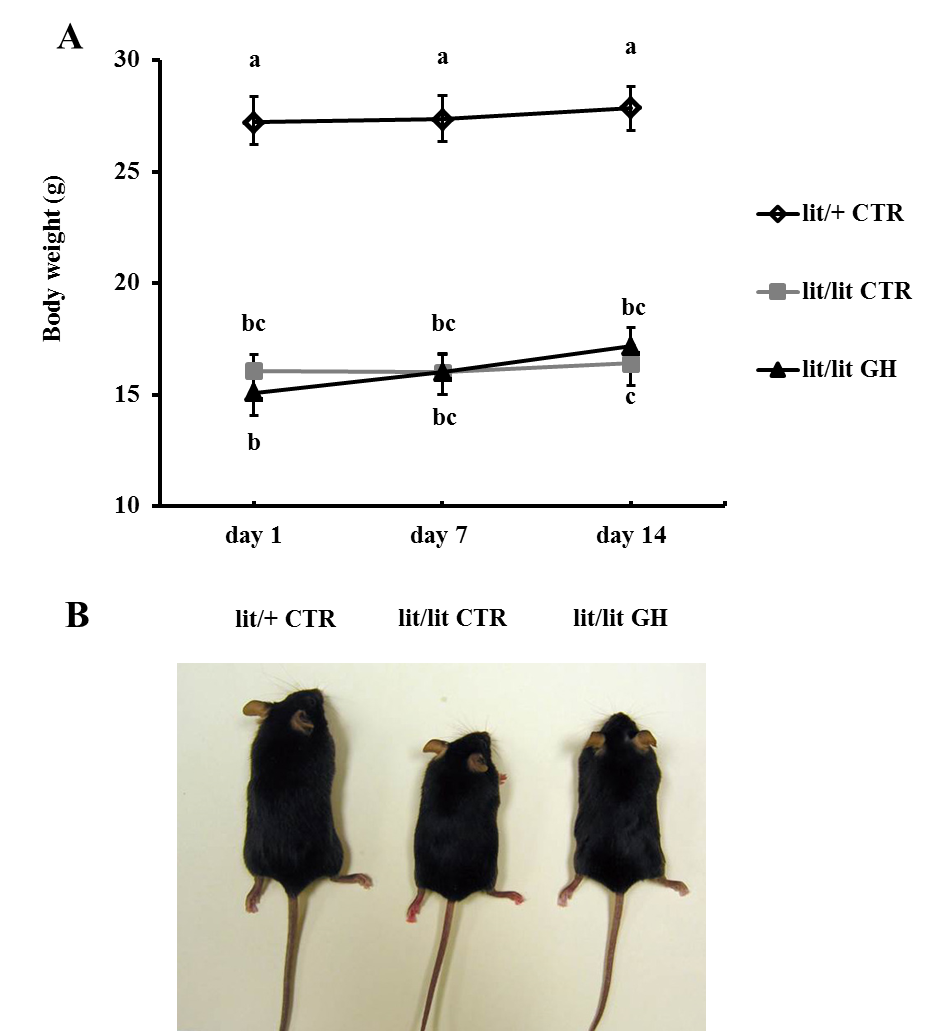 A
30
25
20
15
10
Body weight (g)
a a a
bc bc bc
b bc c
day 1 day 7 day 14
lit/+ CTR
lit/lit CTR
lit/lit GH
B
lit/+ CTR lit/lit CTR lit/lit GH